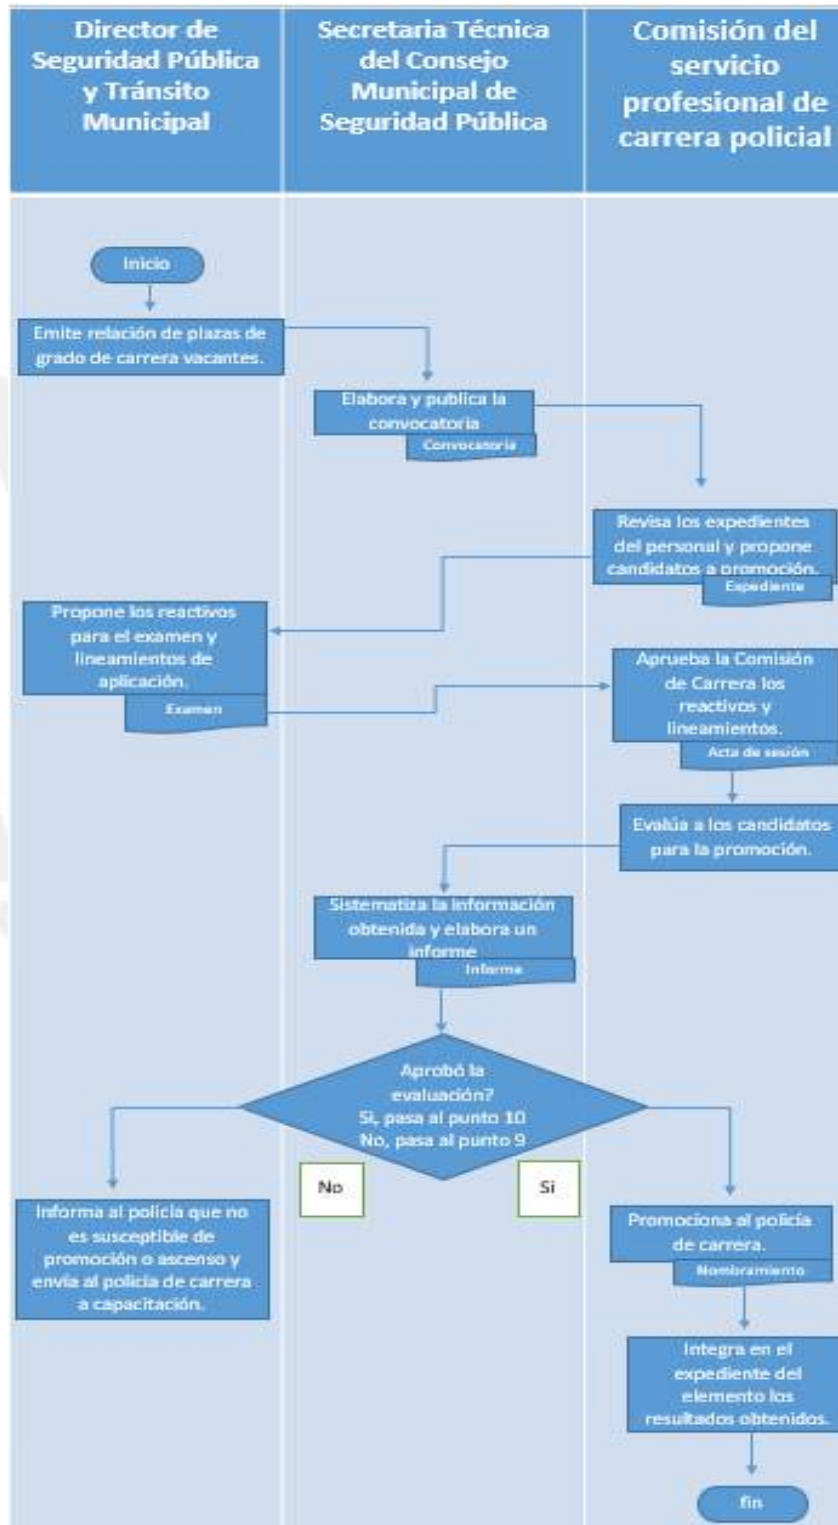 Director de
Seguridad Pública
y Tránsito
Municipal
Secretaria Técnica
del Consejo
Municipal de
Seguridad Pública
Comisión del
servicio
profesional de
carrera policial
Inicio
Emite relación de plazas de
grado de carrera vacantes.
Elabora y publica la
convocatoria
Convocatoria
Revisa los expedientes
del personal y propone
candidatos a promoción.
Expediente
Propone los reactivos
para el examen y
lineamientos de
aplicación.
Examen
Aprueba la Comisión
de Carrera los
reactivos y
lineamientos.
Acta de sesión
Evalúa a los candidatos
para la promoción.
Sistematiza la información
obtenida y elabora un
informe
Informe
Aprobó la
evaluación?
Si, pasa al punto 10
No, pasa al punto 9
No
Si
Informa al policía que no
es susceptible de
promoción o ascenso y
envía al policía de carrera
a capacitación.
Promociona al policía
de carrera.
Nombramiento
Integra en el
expediente del
elemento los
resultados obtenidos.
fin